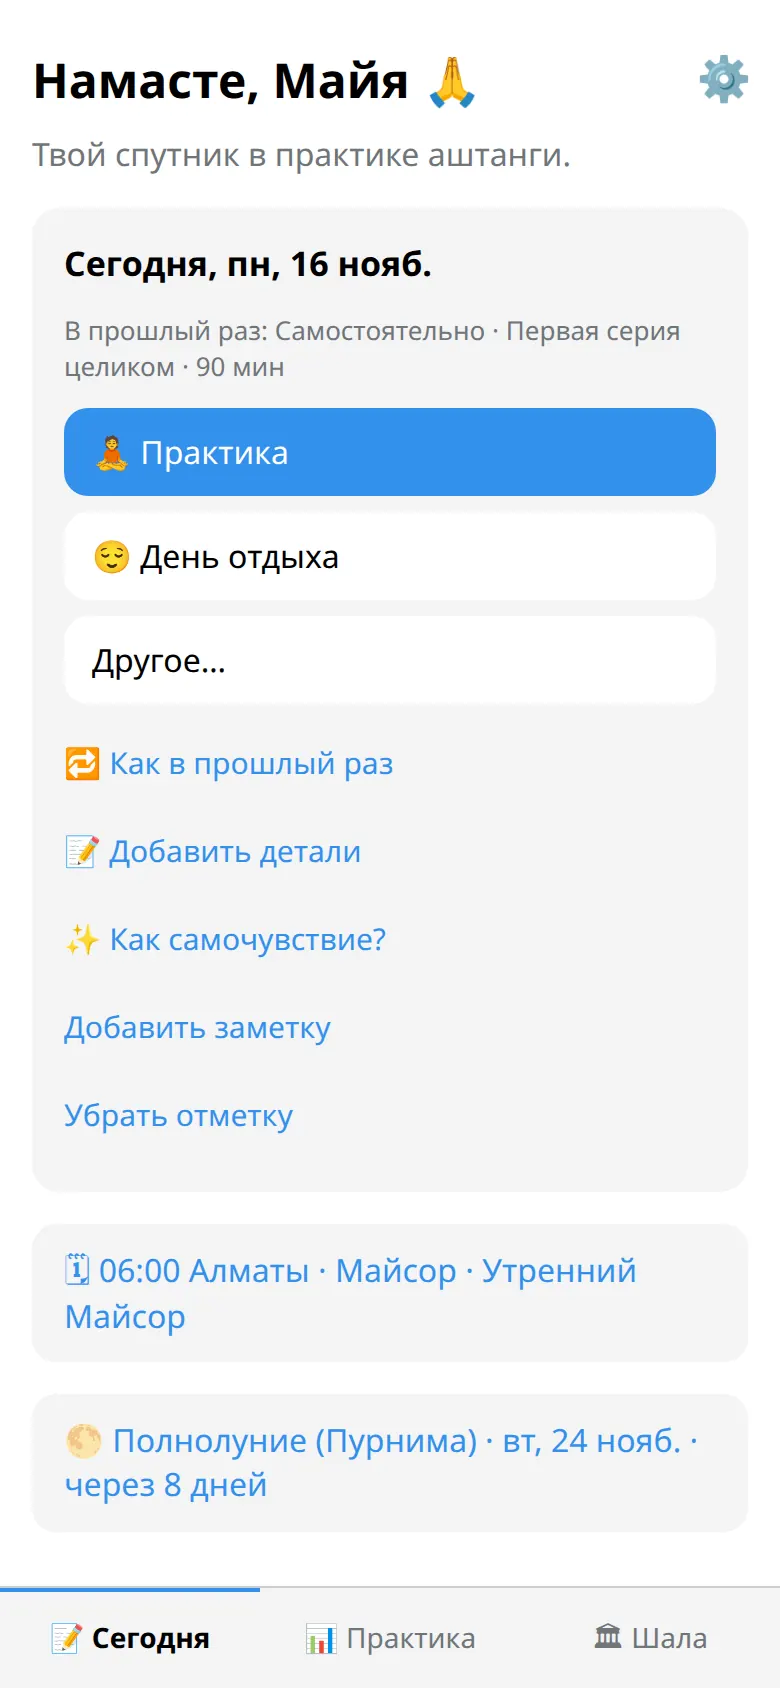 Намасте, Майя 🙏 ⚙️
Твой спутник в практике аштанги.
Сегодня, пн, 16 нояб.
В прошлый раз: Самостоятельно · Первая серия
целиком · 90 мин
🧘 Практика
😌 День отдыха
Другое...
🔁 Как в прошлый раз
📝 Добавить детали
✨ Как самочувствие?
Добавить заметку
Убрать отметку
🗓 06:00 Алматы · Майсор · Утренний
Майсор
🌕 Полнолуние (Пурнима) · вт, 24 нояб. ·
через 8 дней
📝 Сегодня
📊 Практика
🏛 Шала